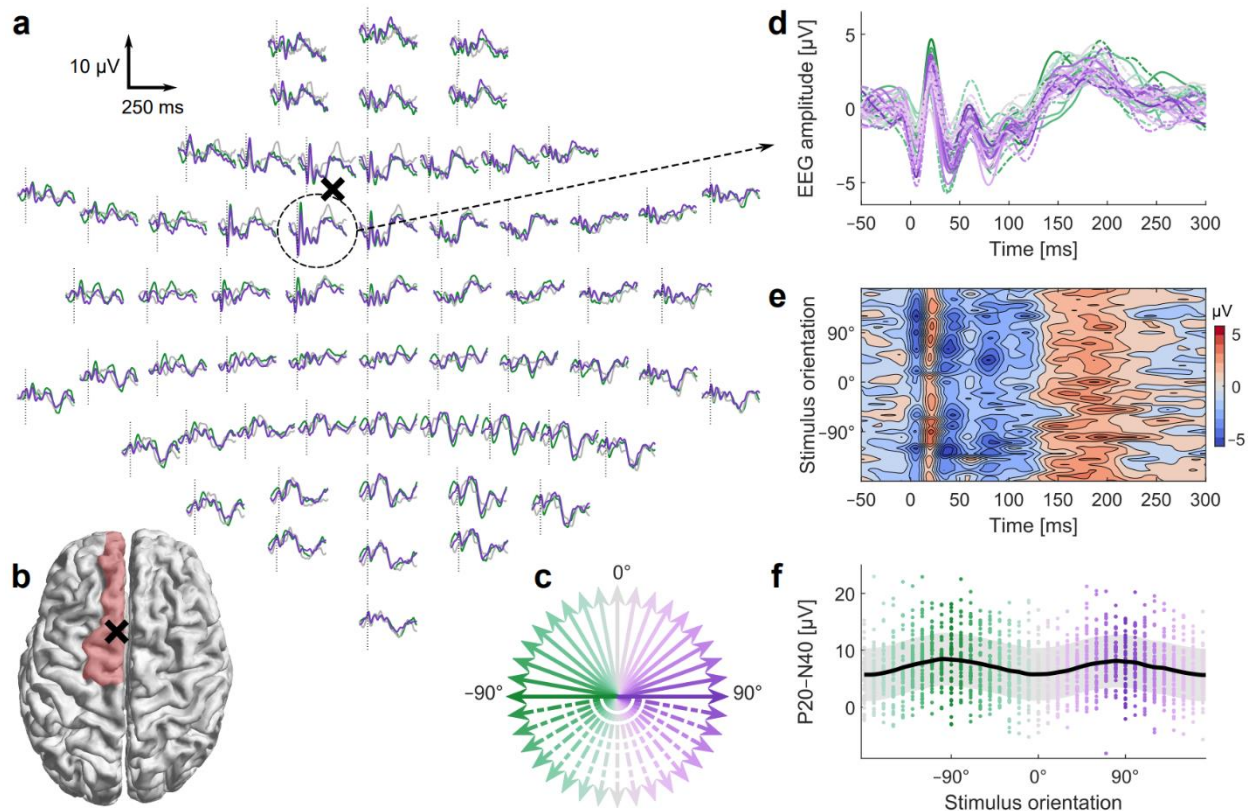 a
10 µV
250 ms
b
c
0°
−90°
90°
d
EEG amplitude [µV]
5
0
−5
−50 0 50 100 150 200 250 300
Time [ms]
e
Stimulus orientation
90°
0°
−90°
−50 0 50 100 150 200 250 300
Time [ms]
µV
5
0
−5
f
P20−N40 [µV]
20
10
0
−90° 0° 90°
Stimulus orientation